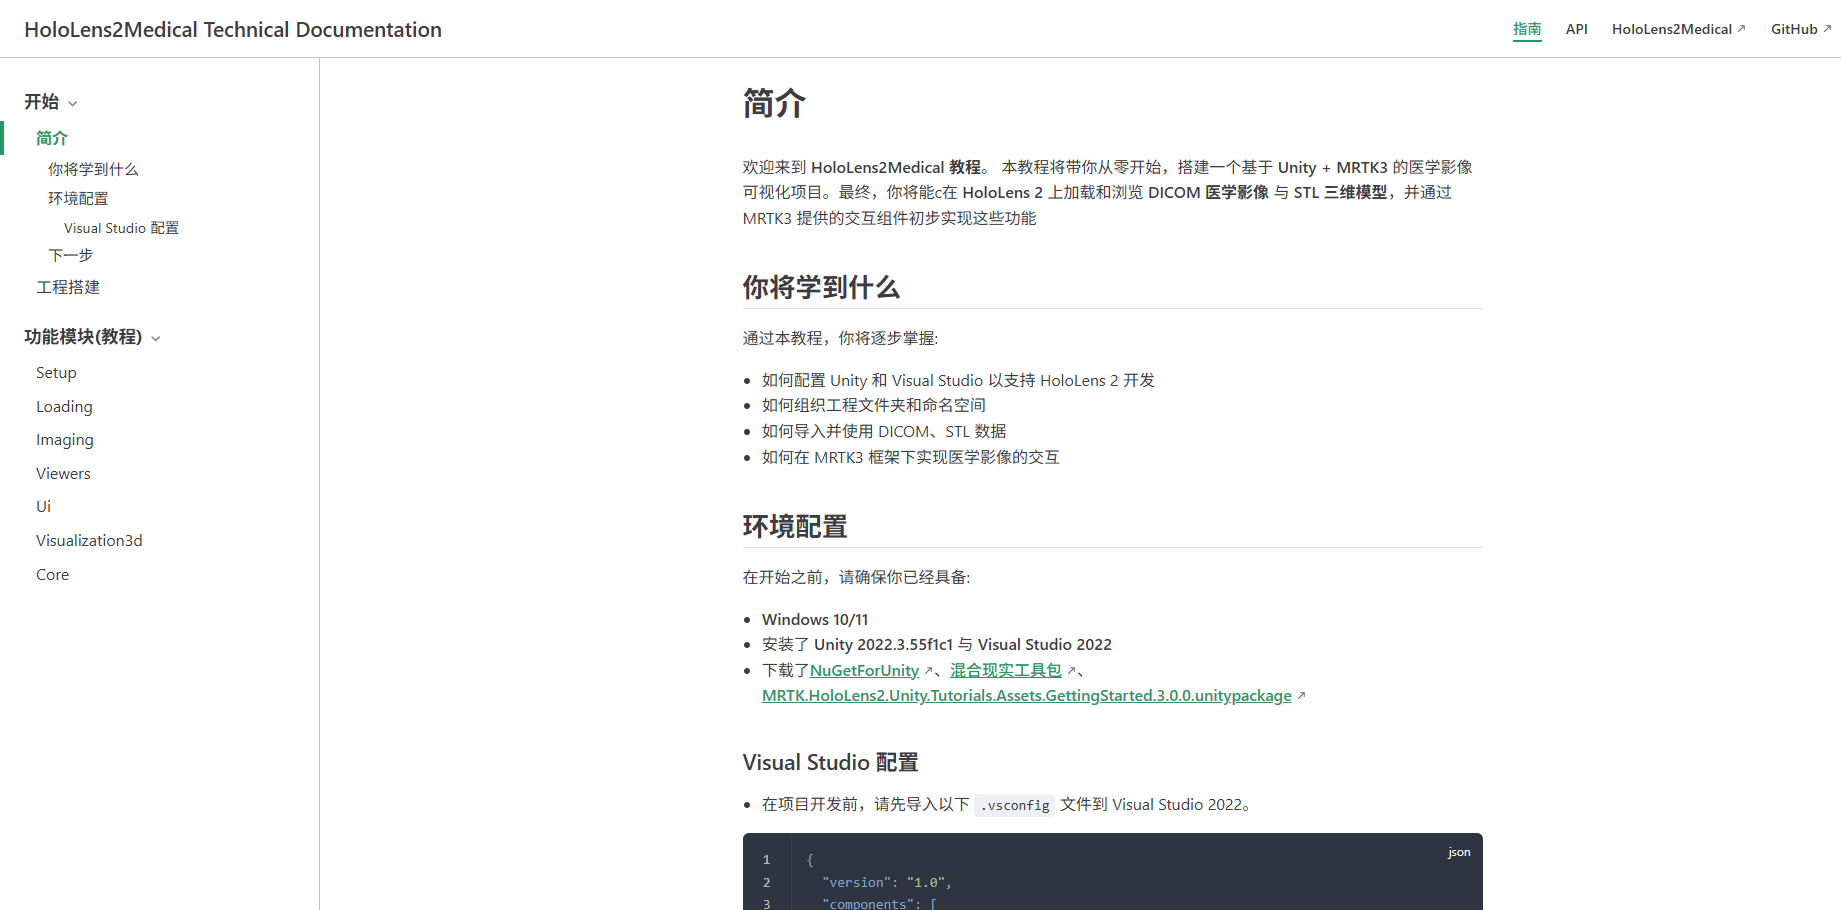 HoloLens2Medical Technical Documentation
指南 API HoloLens2Medical GitHub
开始
简介
你将学到什么
环境配置
Visual Studio 配置
下一步
工程搭建
功能模块(教程)
Setup
Loading
Imaging
Viewers
Ui
Visualization3d
Core
简介
欢迎来到 HoloLens2Medical 教程。 本教程将带你从零开始，搭建一个基于 Unity + MRTK3 的医学影像
可视化项目。最终，你将能c在 HoloLens 2 上加载和浏览 DICOM 医学影像 与 STL 三维模型，并通过
MRTK3 提供的交互组件初步实现这些功能
你将学到什么
通过本教程，你将逐步掌握:
如何配置 Unity 和 Visual Studio 以支持 HoloLens 2 开发
如何组织工程文件夹和命名空间
如何导入并使用 DICOM、STL 数据
如何在 MRTK3 框架下实现医学影像的交互
环境配置
在开始之前，请确保你已经具备:
Windows 10/11
安装了 Unity 2022.3.55f1c1 与 Visual Studio 2022
下载了NuGetForUnity 、混合现实工具包 、
MRTK.HoloLens2.Unity.Tutorials.Assets.GettingStarted.3.0.0.unitypackage
Visual Studio 配置
在项目开发前，请先导入以下 .vsconfig 文件到 Visual Studio 2022。
json
1 {
2 "version": "1.0",
3 "components": [